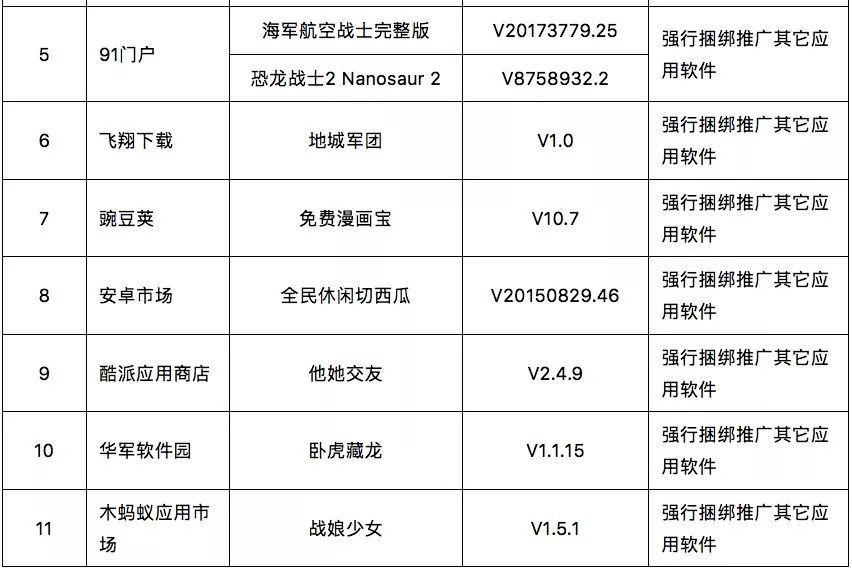 5
91门户
海军航空战士完整版
V20173779.25
强行捆绑推广其它应
用软件
恐龙战士2 Nanosaur 2
V8758932.2
6
飞翔下载
地城军团
V1.0
强行捆绑推广其它应
用软件
7
豌豆荚
免费漫画宝
V10.7
强行捆绑推广其它应
用软件
8
安卓市场
全民休闲切西瓜
V20150829.46
强行捆绑推广其它应
用软件
9
酷派应用商店
他她交友
V2.4.9
强行捆绑推广其它应
用软件
10
华军软件园
卧虎藏龙
V1.1.15
强行捆绑推广其它应
用软件
11
木蚂蚁应用市
场
战娘少女
V1.5.1
强行捆绑推广其它应
用软件